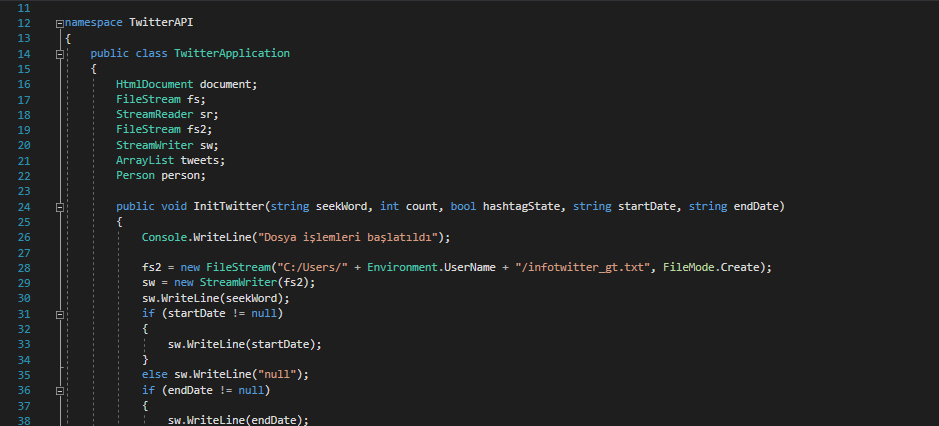 11
12 namespace TwitterAPI
13 {
14 public class TwitterApplication
15 {
16 HtmlDocument document;
17 FileStream fs;
18 StreamReader sr;
19 FileStream fs2;
20 StreamWriter sw;
21 ArrayList tweets;
22 Person person;
23
24 public void InitTwitter(string seekWord, int count, bool hashtagState, string startDate, string endDate)
25 {
26 Console.WriteLine("Dosya işlemleri başlatıldı");
27
28 fs2 = new FileStream("C:/Users/" + Environment.UserName + "/infotwitter_gt.txt", FileMode.Create);
29 sw = new StreamWriter(fs2);
30 sw.WriteLine(seekWord);
31 if (startDate != null)
32 {
33 sw.WriteLine(startDate);
34 }
35 else sw.WriteLine("null");
36 if (endDate != null)
37 {
38 sw.WriteLine(endDate);